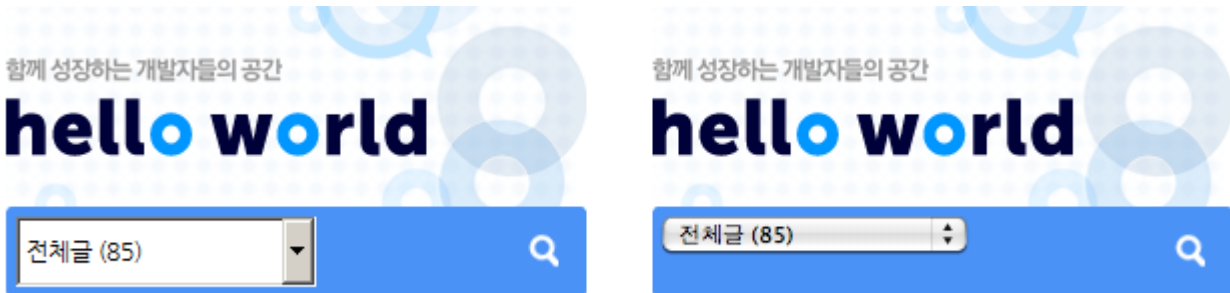 함께 성장하는 개발자들의 공간
hello world
전체글 (85)
함께 성장하는 개발자들의 공간
hello world
전체글 (85)